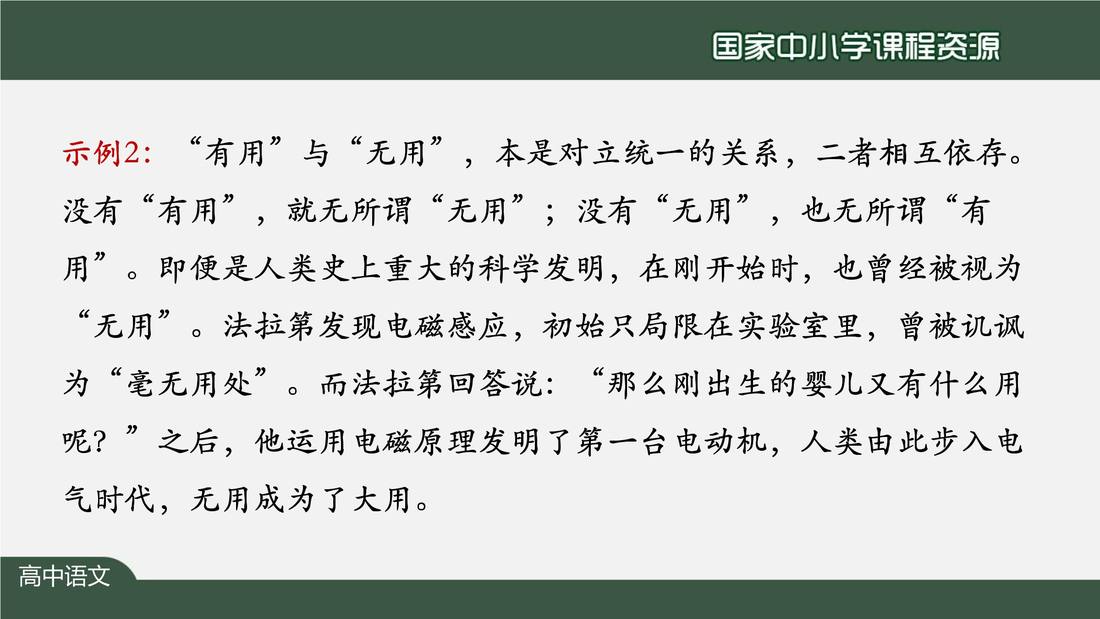 国家中小学课程资源
示例2：“有用”与“无用”，本是对立统一的关系，二者相互依存。
没有“有用”，就无所谓“无用”；没有“无用”，也无所谓“有
用”。即便是人类史上重大的科学发明，在刚开始时，也曾经被视为
“无用”。法拉第发现电磁感应，初始只局限在实验室里，曾被讥讽
为“毫无用处”。而法拉第回答说：“那么刚出生的婴儿又有什么用
呢？”之后，他运用电磁原理发明了第一台电动机，人类由此步入电
气时代，无用成为了大用。
高中语文